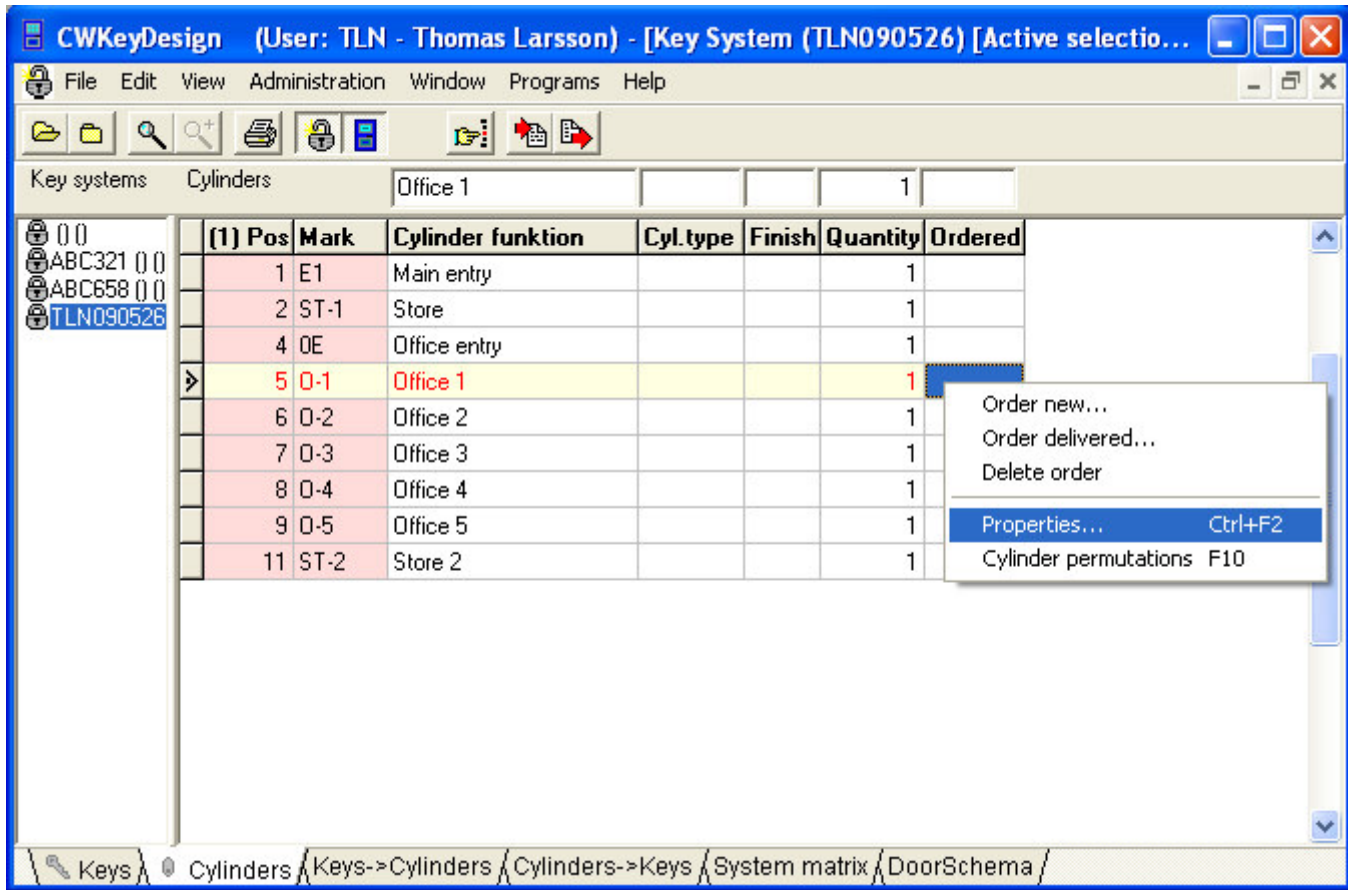 CWKeyDesign (User: TLN - Thomas Larsson) - [Key System (TLN090526) [Active selectio...
File Edit View Administration Window Programs Help
Key systems Cylinders Office 1 1
() ()
ABC321 () ()
ABC658 () ()
TLN090526
(1) Pos Mark Cylinder funktion Cyl.type Finish Quantity Ordered
1 E1 Main entry 1
2 ST-1 Store 1
4 OE Office entry 1
5 O-1 Office 1 1
6 O-2 Office 2 1
7 O-3 Office 3 1
8 O-4 Office 4 1
9 O-5 Office 5 1
11 ST-2 Store 2 1
Order new...
Order delivered...
Delete order
Properties... Ctrl+F2
Cylinder permutations F10
Keys Cylinders Keys->Cylinders Cylinders->Keys System matrix DoorSchema